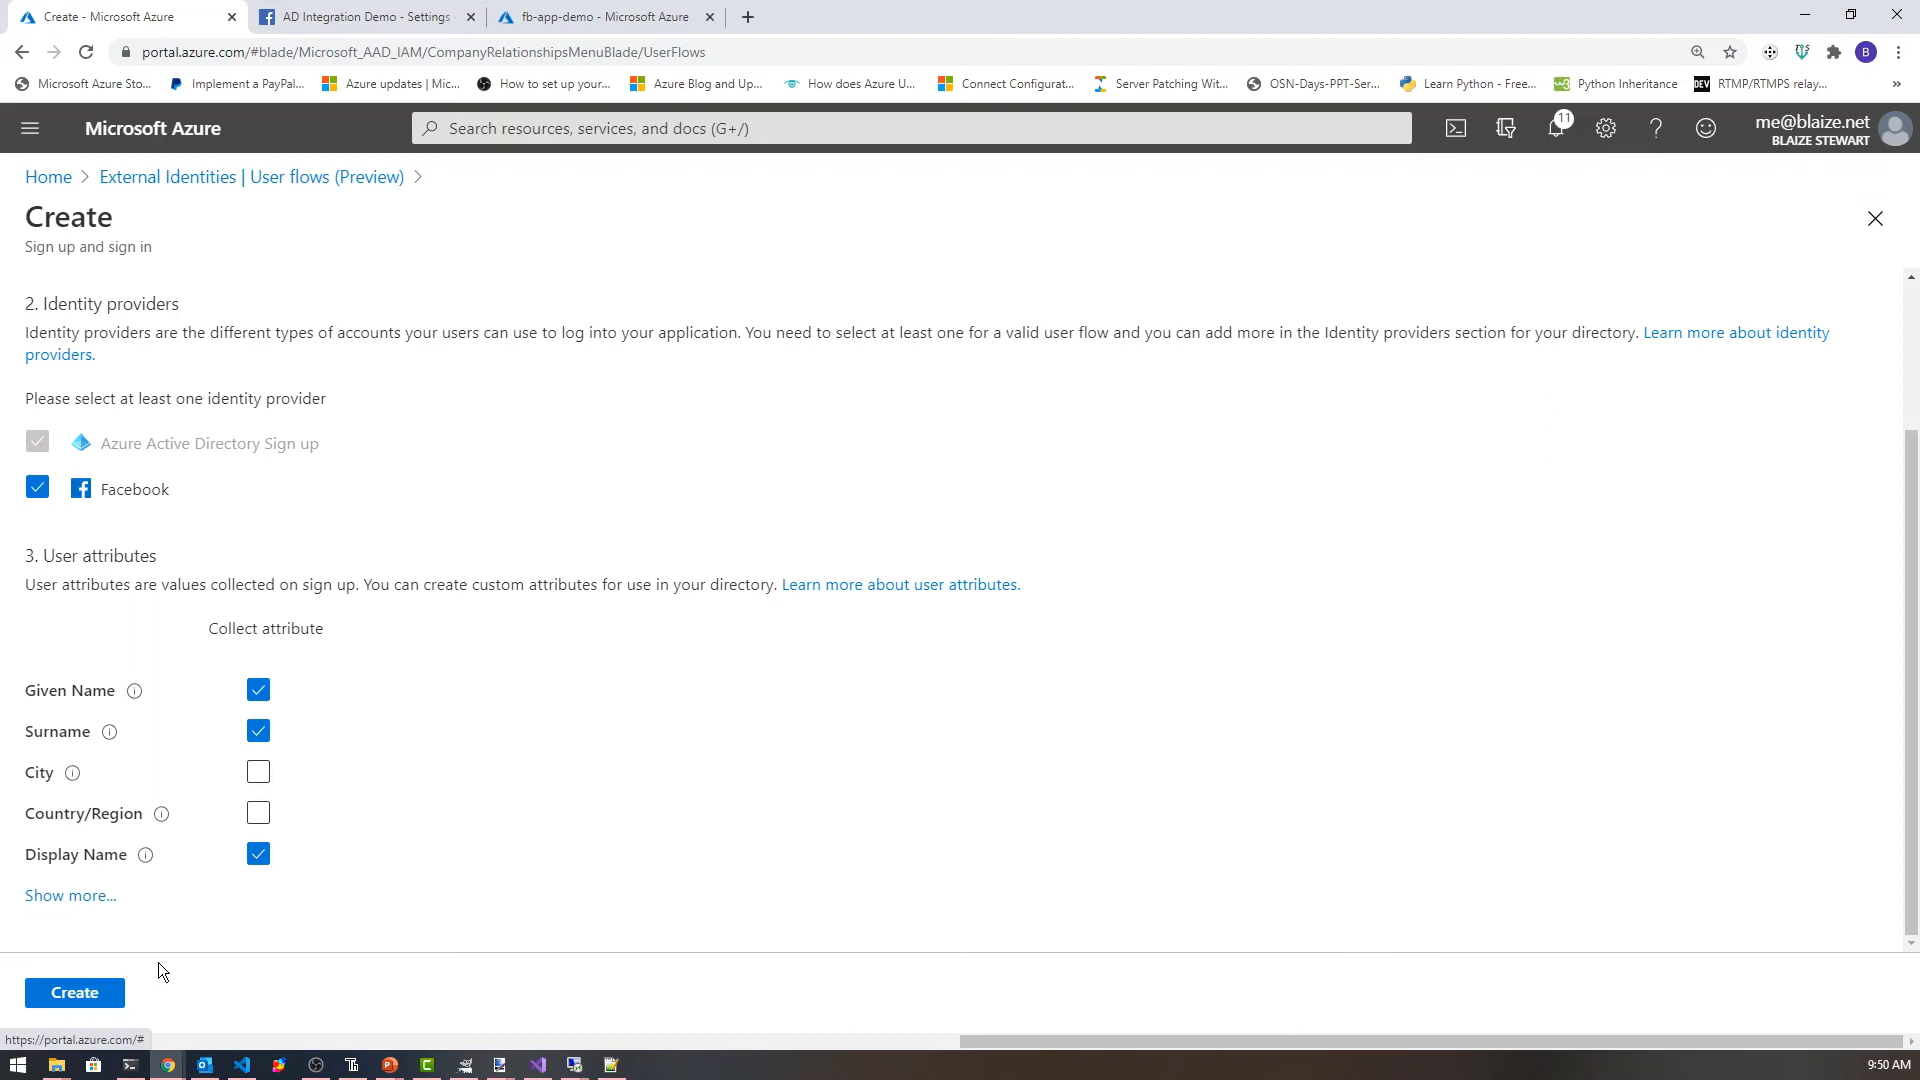 Create - Microsoft Azure
AD Integration Demo - Settings
fb-app-demo - Microsoft Azure
portal.azure.com/#blade/Microsoft_AAD_IAM/CompanyRelationshipsMenuBlade/UserFlows
B
Microsoft Azure Sto...
Implement a PayPal...
Azure updates | Mic...
How to set up your...
Azure Blog and Up...
How does Azure U...
Connect Configurat...
Server Patching Wit...
OSN-Days-PPT-Ser...
Learn Python - Free...
Python Inheritance
DEV
RTMP/RTMPS relay...
»
Microsoft Azure
Search resources, services, and docs (G+/)
11
me@blaize.net
BLAIZE STEWART
Home > External Identities | User flows (Preview) >
Create
Sign up and sign in
2. Identity providers
Identity providers are the different types of accounts your users can use to log into your application. You need to select at least one for a valid user flow and you can add more in the Identity providers section for your directory. Learn more about identity
providers.
Please select at least one identity provider
Azure Active Directory Sign up
Facebook
3. User attributes
User attributes are values collected on sign up. You can create custom attributes for use in your directory. Learn more about user attributes.
Collect attribute
Given Name
Surname
City
Country/Region
Display Name
Show more...
Create
https://portal.azure.com/#
9:50 AM